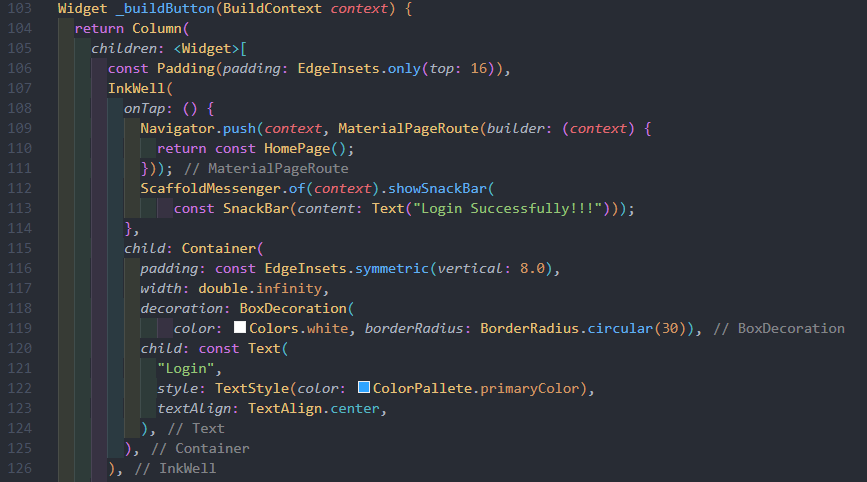 103 Widget _buildButton(BuildContext context) {
104 return Column(
105 children: <Widget>[
106 const Padding(padding: EdgeInsets.only(top: 16)),
107 InkWell(
108 onTap: () {
109 Navigator.push(context, MaterialPageRoute(builder: (context) {
110 return const HomePage();
111 })); // MaterialPageRoute
112 ScaffoldMessenger.of(context).showSnackBar(
113 const SnackBar(content: Text("Login Successfully!!!")));
114 },
115 child: Container(
116 padding: const EdgeInsets.symmetric(vertical: 8.0),
117 width: double.infinity,
118 decoration: BoxDecoration(
119 color: Colors.white, borderRadius: BorderRadius.circular(30)), // BoxDecoration
120 child: const Text(
121 "Login",
122 style: TextStyle(color: ColorPallete.primaryColor),
123 textAlign: TextAlign.center,
124 ), // Text
125 ), // Container
126 ), // InkWell